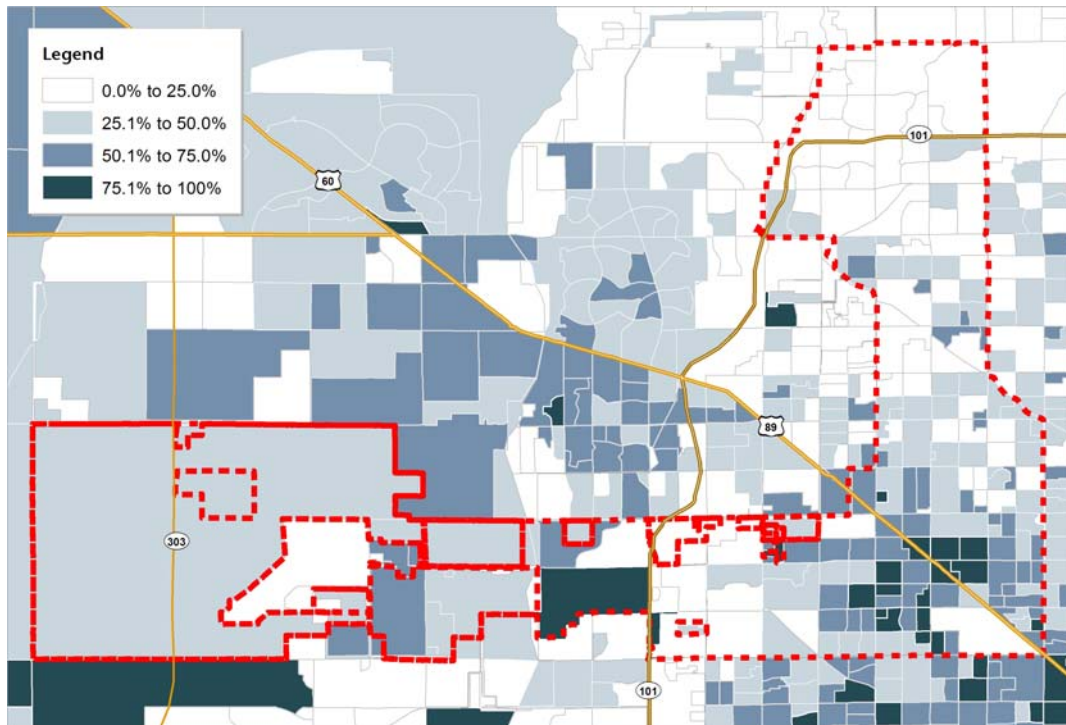 Legend
0.0% to 25.0%
25.1% to 50.0%
50.1% to 75.0%
75.1% to 100%
101
60
89
303
101